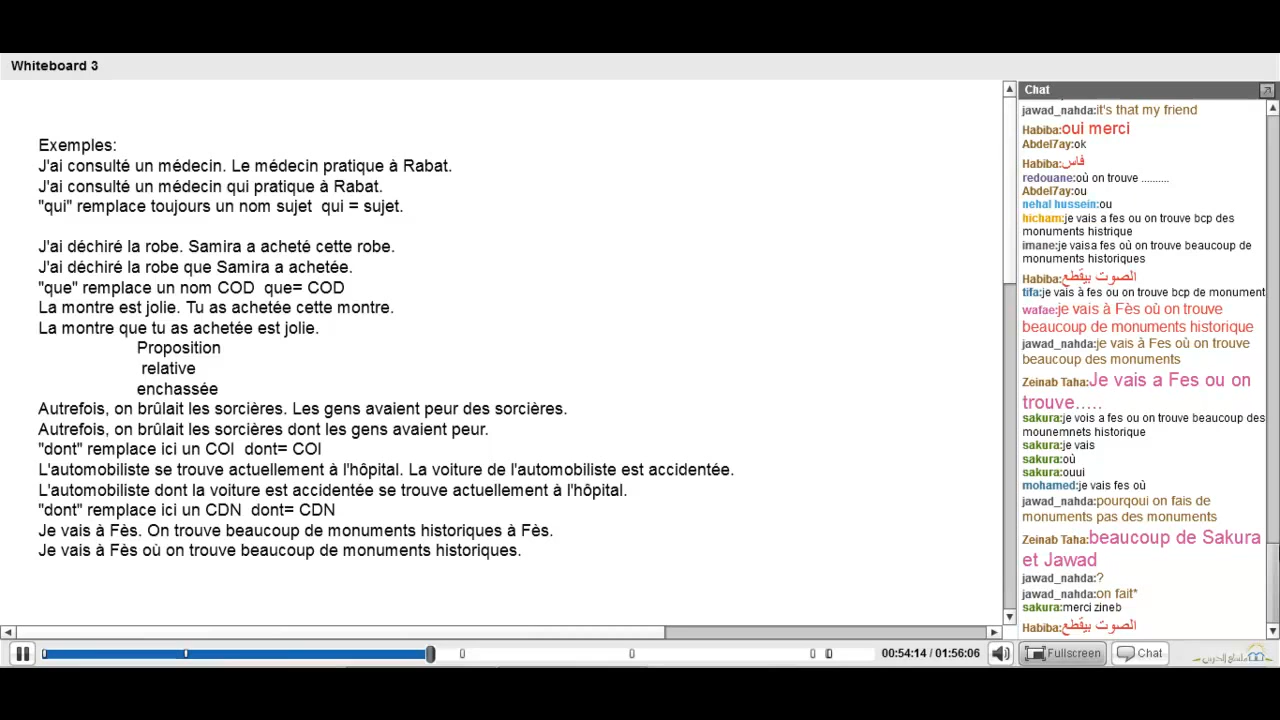 Whiteboard 3
Exemples:
J'ai consulté un médecin. Le médecin pratique à Rabat.
J'ai consulté un médecin qui pratique à Rabat.
"qui" remplace toujours un nom sujet  qui = sujet.
J'ai déchiré la robe. Samira a acheté cette robe.
J'ai déchiré la robe que Samira a achetée.
"que" remplace un nom COD  que= COD
La montre est jolie. Tu as achetée cette montre.
La montre que tu as achetée est jolie.
Proposition
relative
enchassée
Autrefois, on brûlait les sorcières. Les gens avaient peur des sorcières.
Autrefois, on brûlait les sorcières dont les gens avaient peur.
"dont" remplace ici un COI  dont= COI
L'automobiliste se trouve actuellement à l'hôpital. La voiture de l'automobiliste est accidentée.
L'automobiliste dont la voiture est accidentée se trouve actuellement à l'hôpital.
"dont" remplace ici un CDN  dont= CDN
Je vais à Fès. On trouve beaucoup de monuments historiques à Fès.
Je vais à Fès où on trouve beaucoup de monuments historiques.
Chat
jawad_nahda:it's that my friend
Habiba:oui merci
Abdel7ay:ok
Habiba:فاس
redouane:où on trouve ..........
Abdel7ay:ou
nehal hussein:ou
hicham:je vais a fes ou on trouve bcp des
monuments histrique
imane:je vaisa fes où on trouve beaucoup de
monuments historiques
Habiba:الصوت بيقطع
tifa:je vais à fes ou on trouve bcp de monument
wafae:je vais à Fès où on trouve
beaucoup de monuments historique
jawad_nahda:je vais à Fes où on trouve
beaucoup des monuments
Zeinab Taha:Je vais a Fes ou on
trouve.....
sakura:je vois a fes ou on trouve beaucoup des
mounemnets historique
sakura:je vais
sakura:où
sakura:ouui
mohamed:je vais fes où
jawad_nahda:pourqoui on fais de
monuments pas des monuments
Zeinab Taha:beaucoup de Sakura
et Jawad
jawad_nahda:?
jawad_nahda:on fait*
sakura:merci zineb
Habiba:الصوت بيقطع
00:54:14 / 01:56:06
Fullscreen
Chat